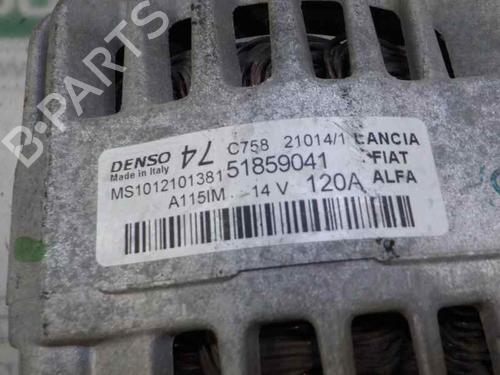 B-PARTS
DENSO 74 C758 21014/1 LANCIA
Made in Italy 51859041 FIAT
MS1012101381 14 V 120A ALFA
A115IM